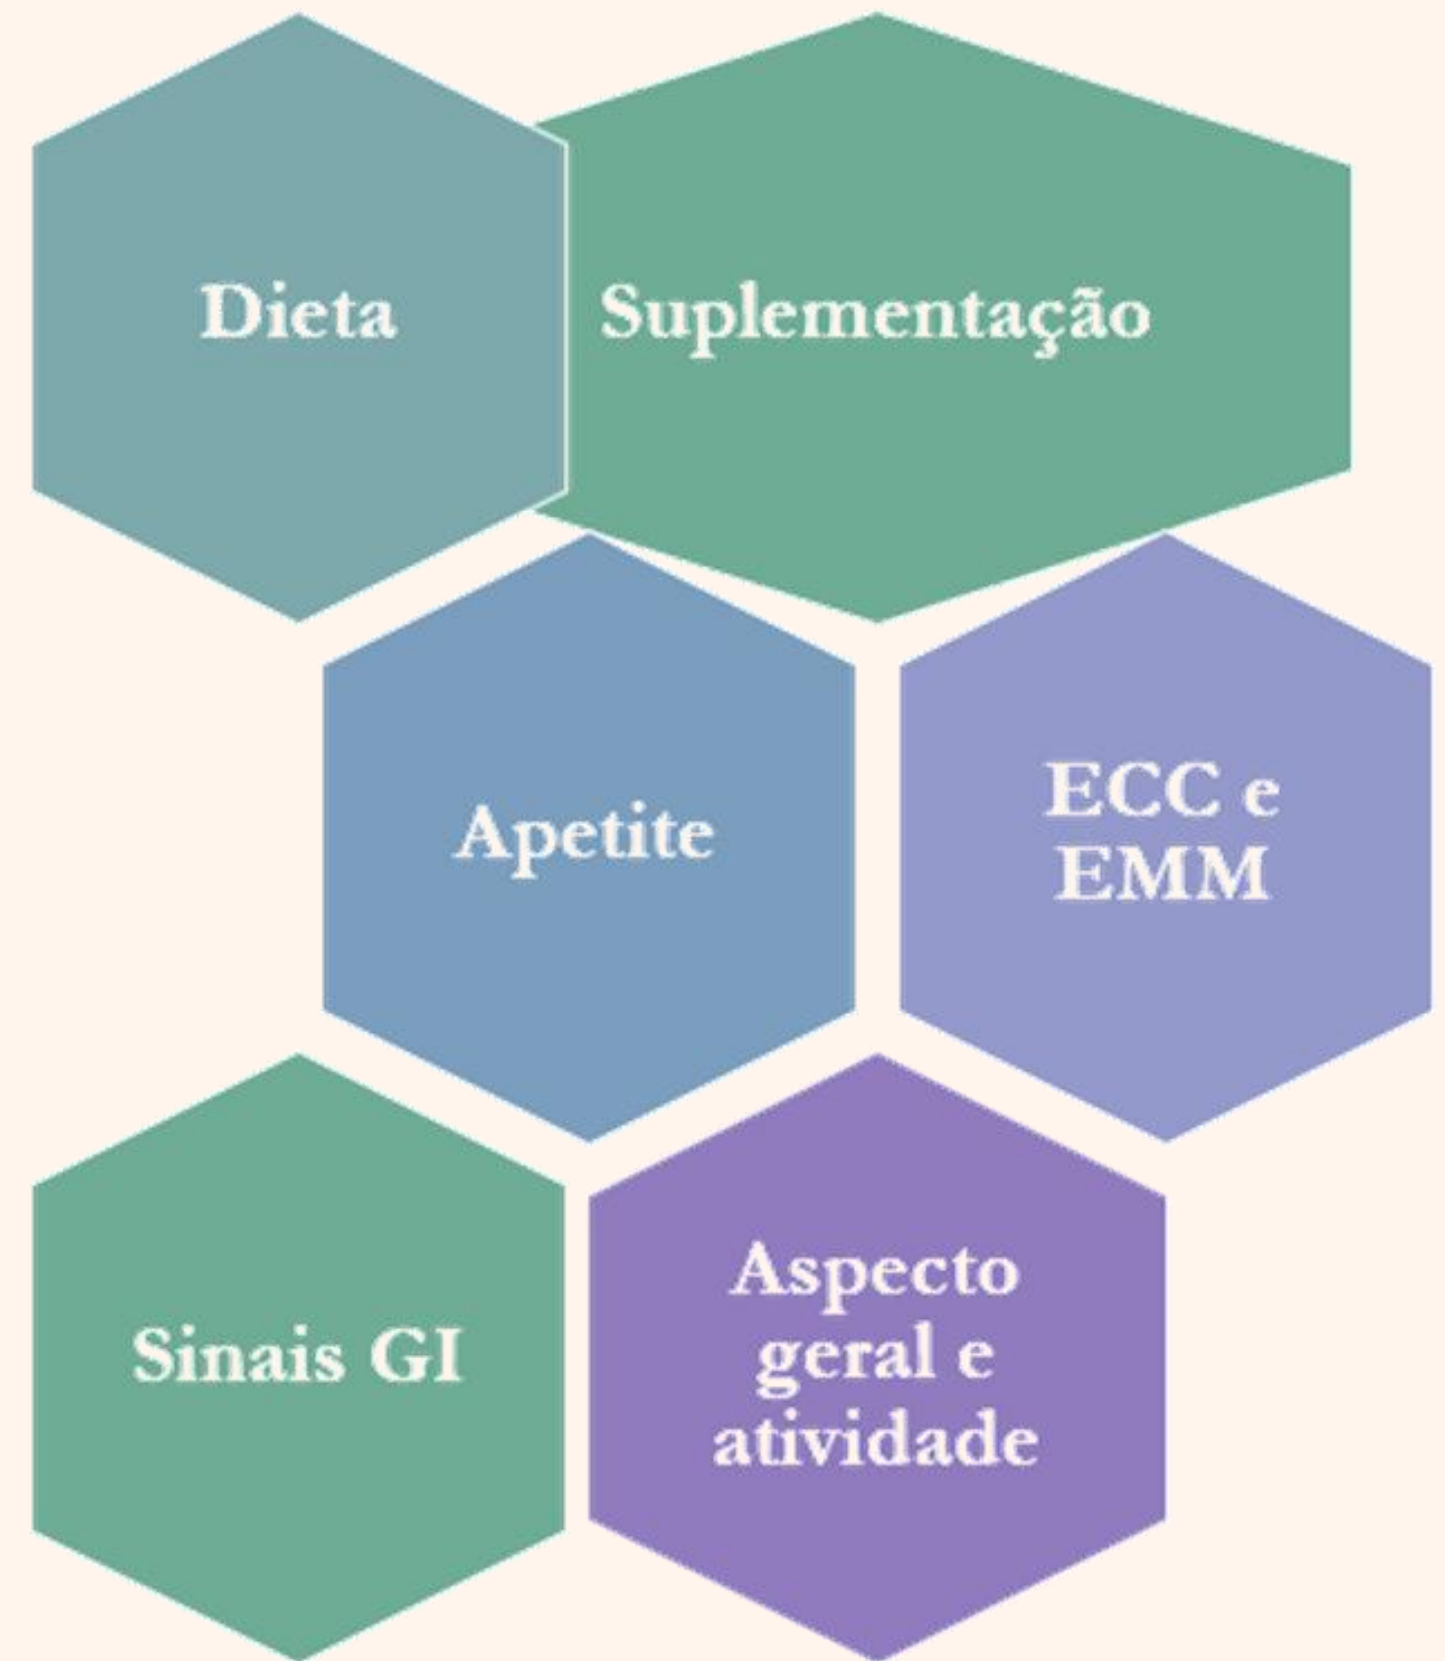 Dieta
Suplementação
Apetite
ECC e
EMM
Sinais GI
Aspecto
geral e
atividade